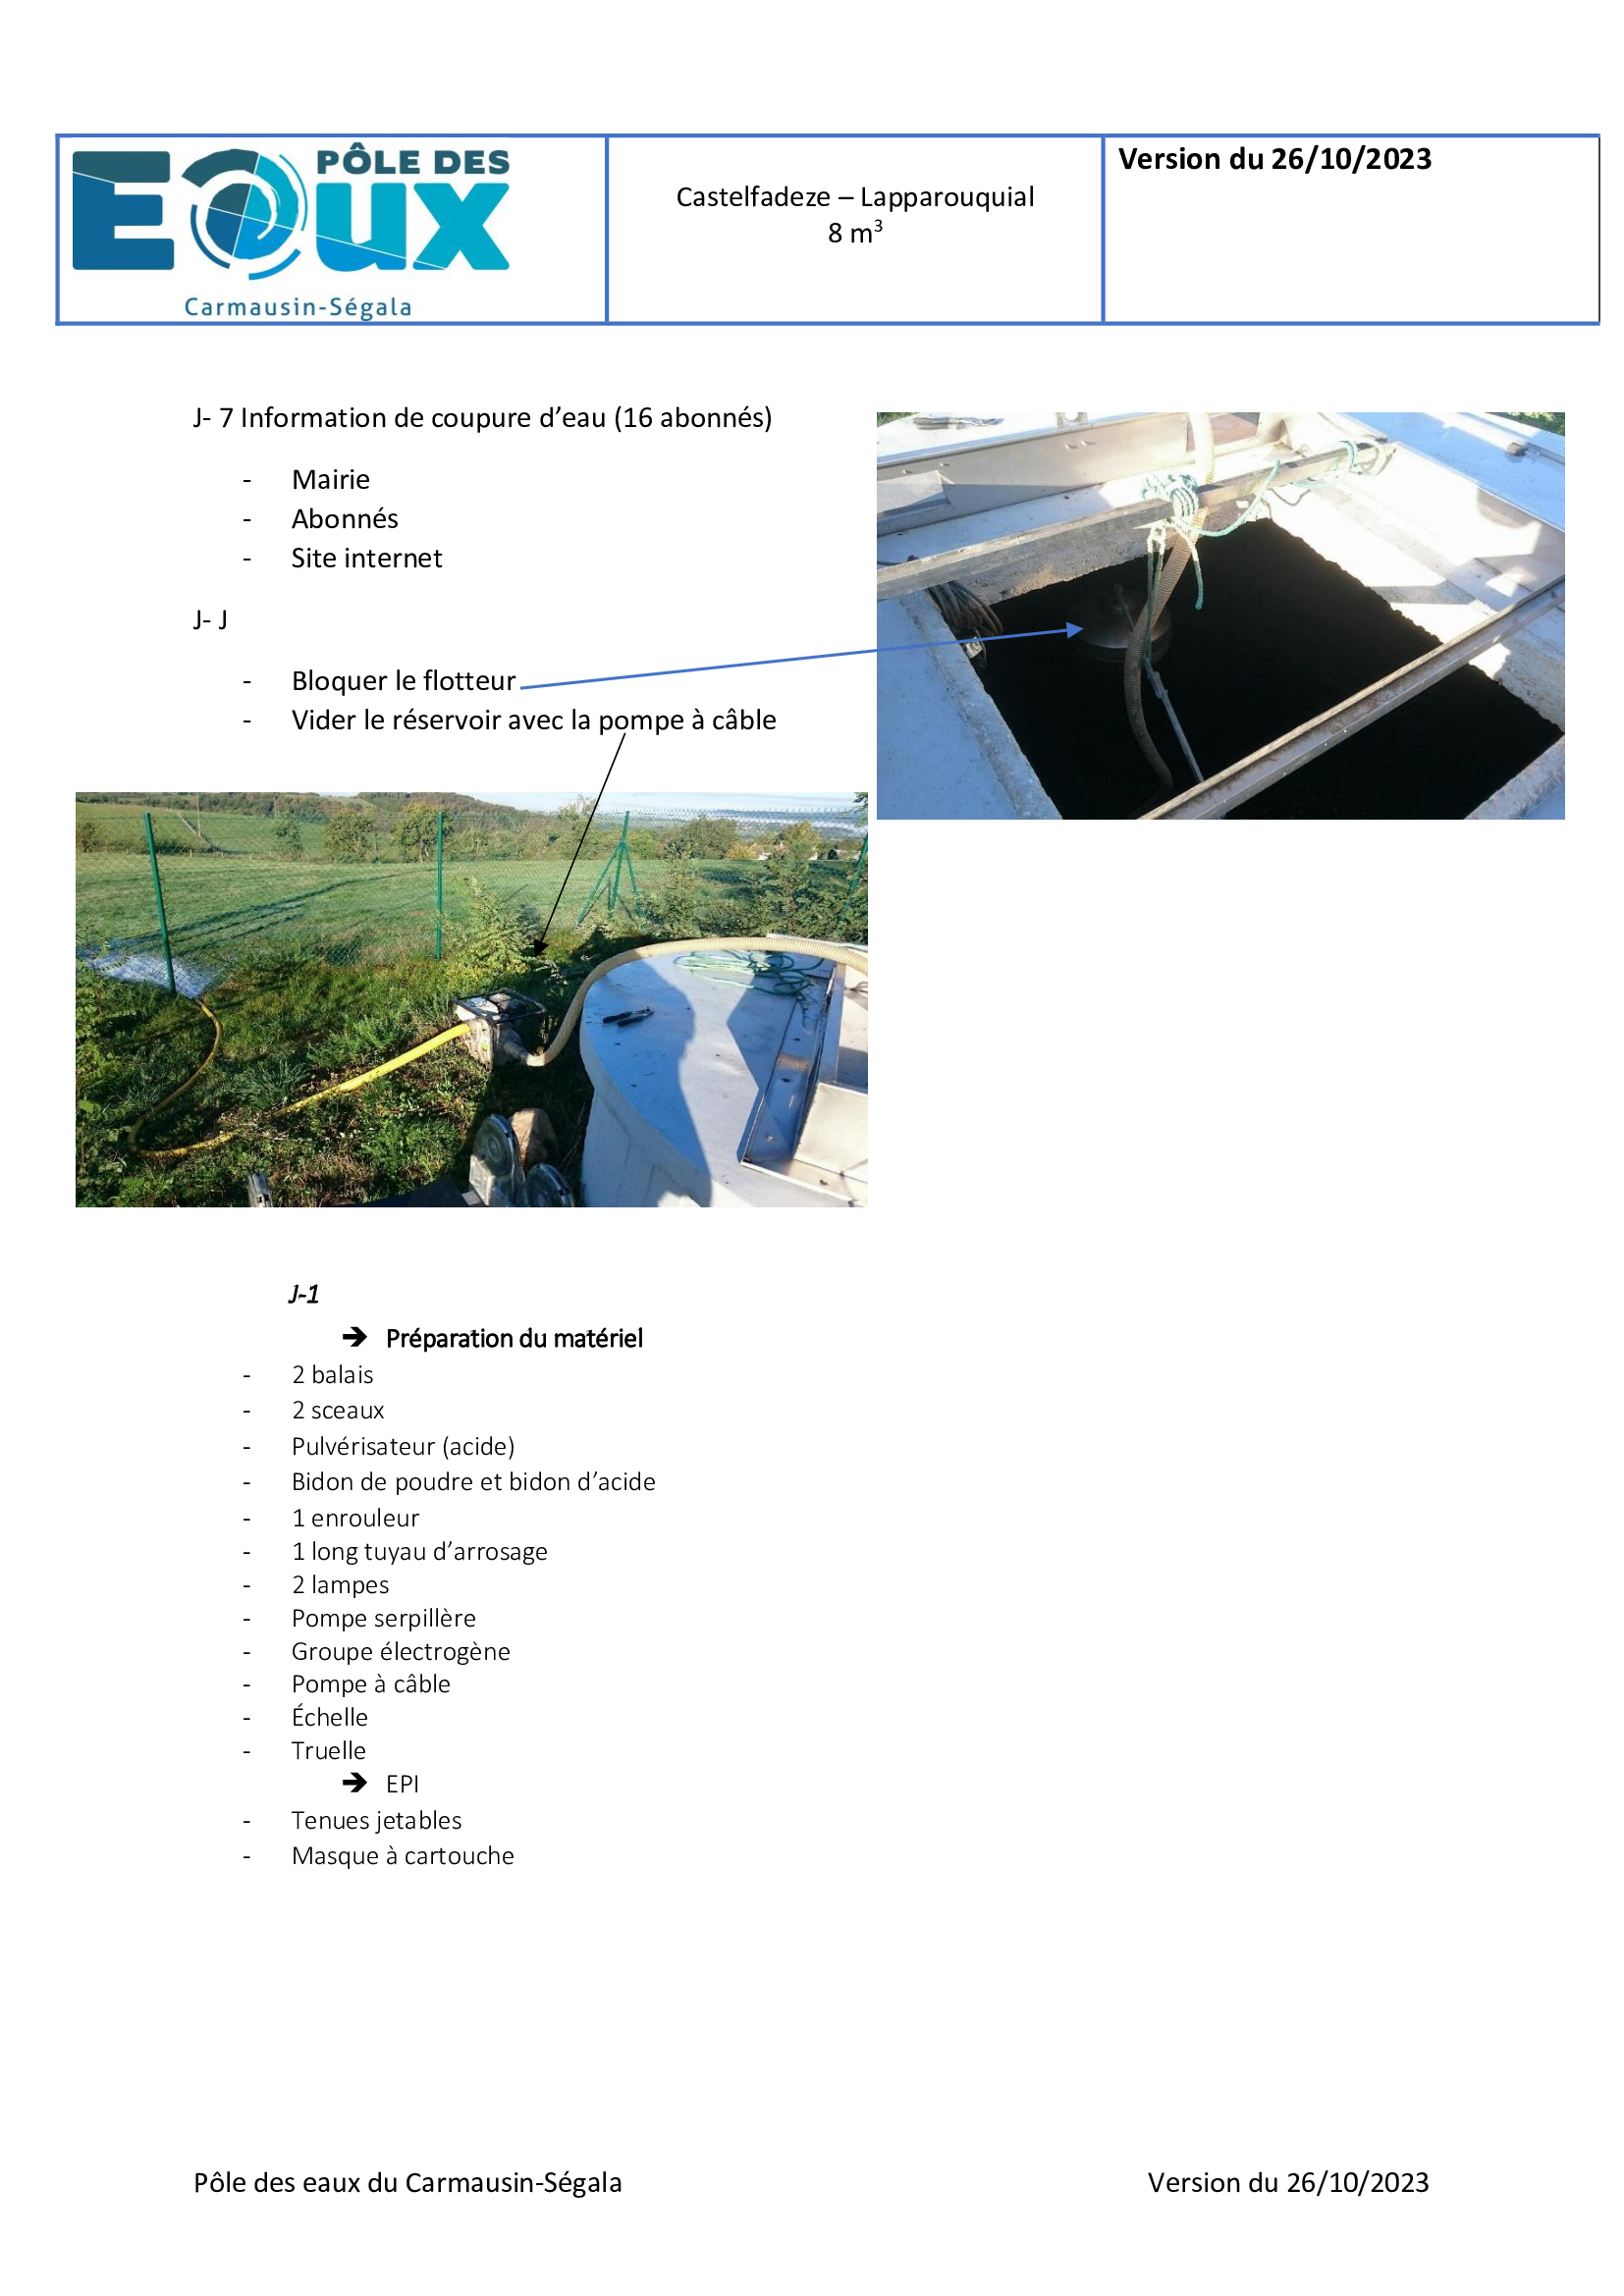 PÔLE DES
EAUX
Carmausin-Ségala
Castelfadeze – Lapparouquial
8 m³
Version du 26/10/2023
J- 7 Information de coupure d’eau (16 abonnés)
- Mairie
- Abonnés
- Site internet
J- J
- Bloquer le flotteur
- Vider le réservoir avec la pompe à câble
J-1
➔ Préparation du matériel
- 2 balais
- 2 sceaux
- Pulvérisateur (acide)
- Bidon de poudre et bidon d’acide
- 1 enrouleur
- 1 long tuyau d’arrosage
- 2 lampes
- Pompe serpillère
- Groupe électrogène
- Pompe à câble
- Échelle
- Truelle
➔ EPI
- Tenues jetables
- Masque à cartouche
Pôle des eaux du Carmausin-Ségala
Version du 26/10/2023